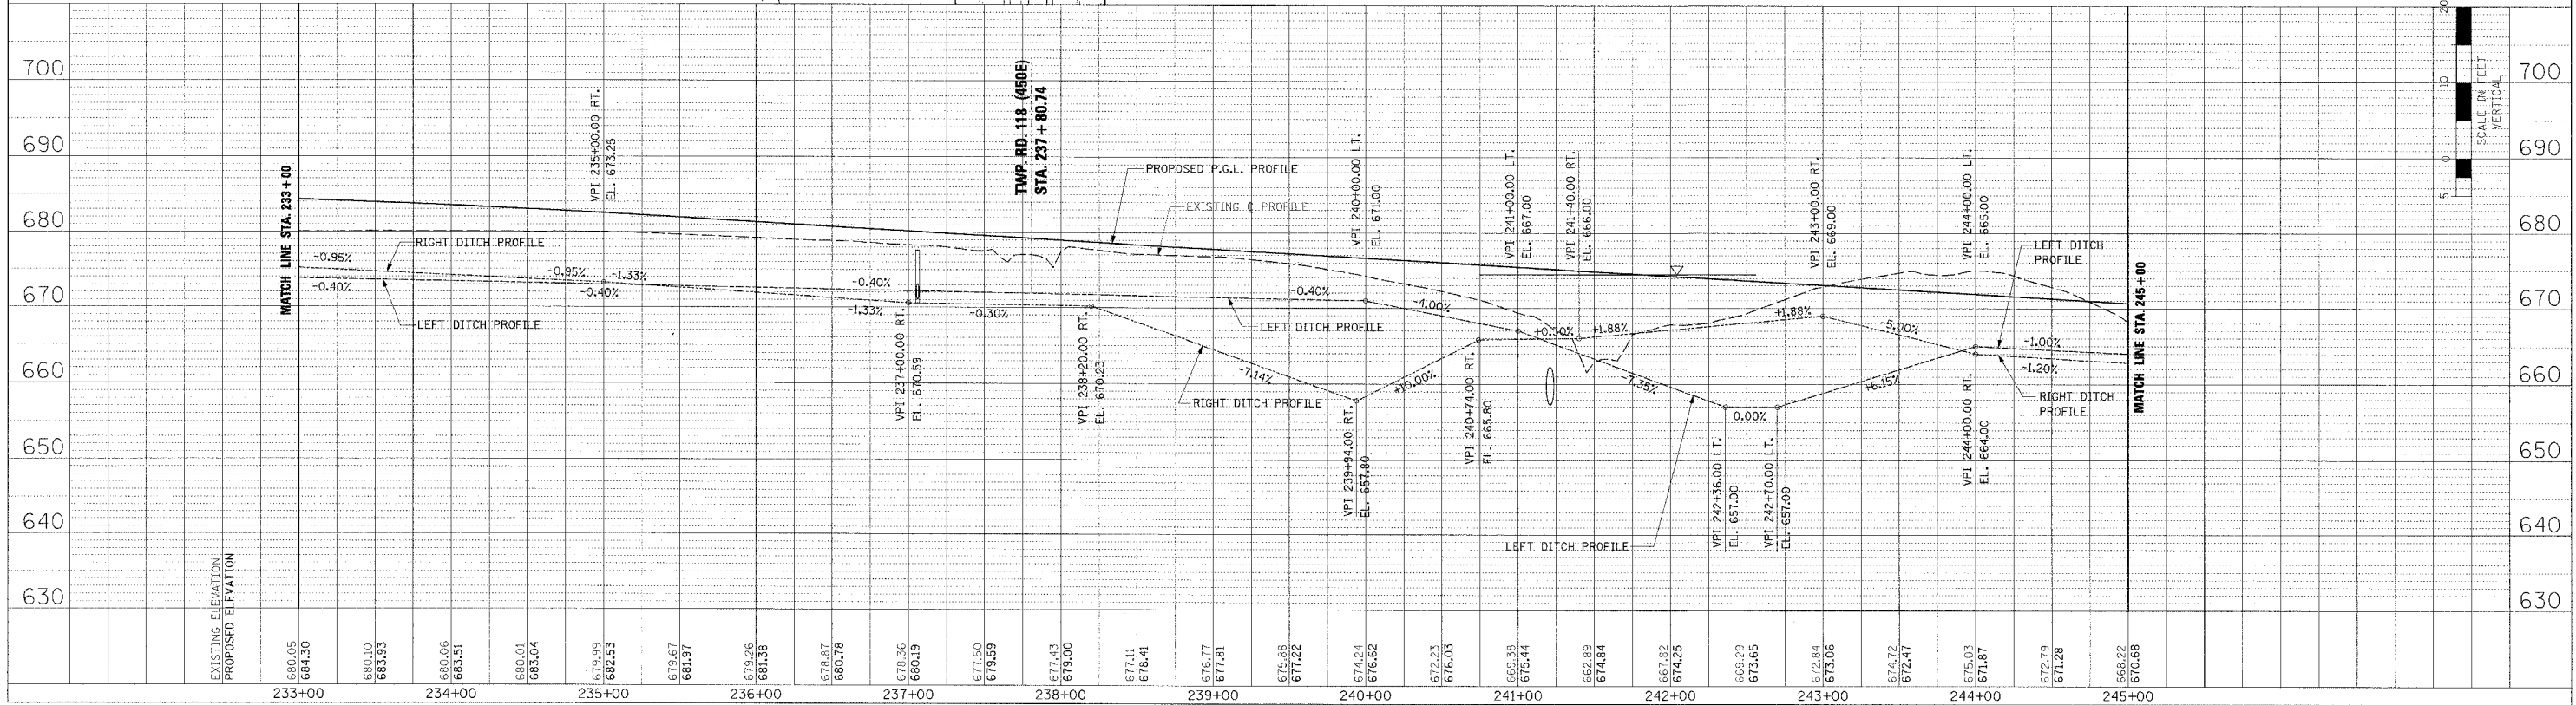 700
690
680
670
660
650
640
630
EXISTING ELEVATION
PROPOSED ELEVATION
MATCH LINE STA. 233+00
-0.95%
-0.40%
RIGHT DITCH PROFILE
LEFT DITCH PROFILE
-0.95%
-1.33%
-0.40%
VPI 235+00.00 RT.
EL. 673.25
-0.40%
-1.33%
VPI 237+00.00 RT.
EL. 670.59
-0.30%
TWP. RD. 118 (450E)
STA. 237+80.74
VPI 238+20.00 RT.
EL. 670.23
PROPOSED P.G.L. PROFILE
EXISTING ℄ PROFILE
-7.14%
RIGHT DITCH PROFILE
-0.40%
LEFT DITCH PROFILE
VPI 240+00.00 LT.
EL. 671.00
VPI 239+94.00 RT.
EL. 657.80
-4.00%
+10.00%
VPI 240+74.00 RT.
EL. 665.80
VPI 241+00.00 LT.
EL. 667.00
+0.30%
VPI 241+40.00 RT.
EL. 666.00
+1.88%
-7.35%
LEFT DITCH PROFILE
VPI 242+36.00 LT.
EL. 657.00
0.00%
VPI 242+70.00 LT.
EL. 657.00
+1.88%
VPI 243+00.00 RT.
EL. 669.00
-5.00%
+6.15%
VPI 244+00.00 LT.
EL. 665.00
VPI 244+00.00 RT.
EL. 664.00
LEFT DITCH
PROFILE
-1.00%
-1.20%
RIGHT DITCH
PROFILE
MATCH LINE STA. 245+00
20
10
0
5
SCALE IN FEET
VERTICAL
700
690
680
670
660
650
640
630
680.05
684.30
680.10
683.93
680.06
683.51
680.01
683.04
679.99
682.53
679.67
681.97
679.26
681.38
678.87
680.78
678.36
680.19
677.50
679.59
677.43
679.00
677.11
678.41
676.77
677.81
675.88
677.22
674.24
676.62
672.23
676.03
669.38
675.44
662.89
674.84
667.82
674.25
669.29
673.65
672.84
673.06
674.72
672.47
675.03
671.87
672.79
671.28
668.22
670.68
233+00
234+00
235+00
236+00
237+00
238+00
239+00
240+00
241+00
242+00
243+00
244+00
245+00